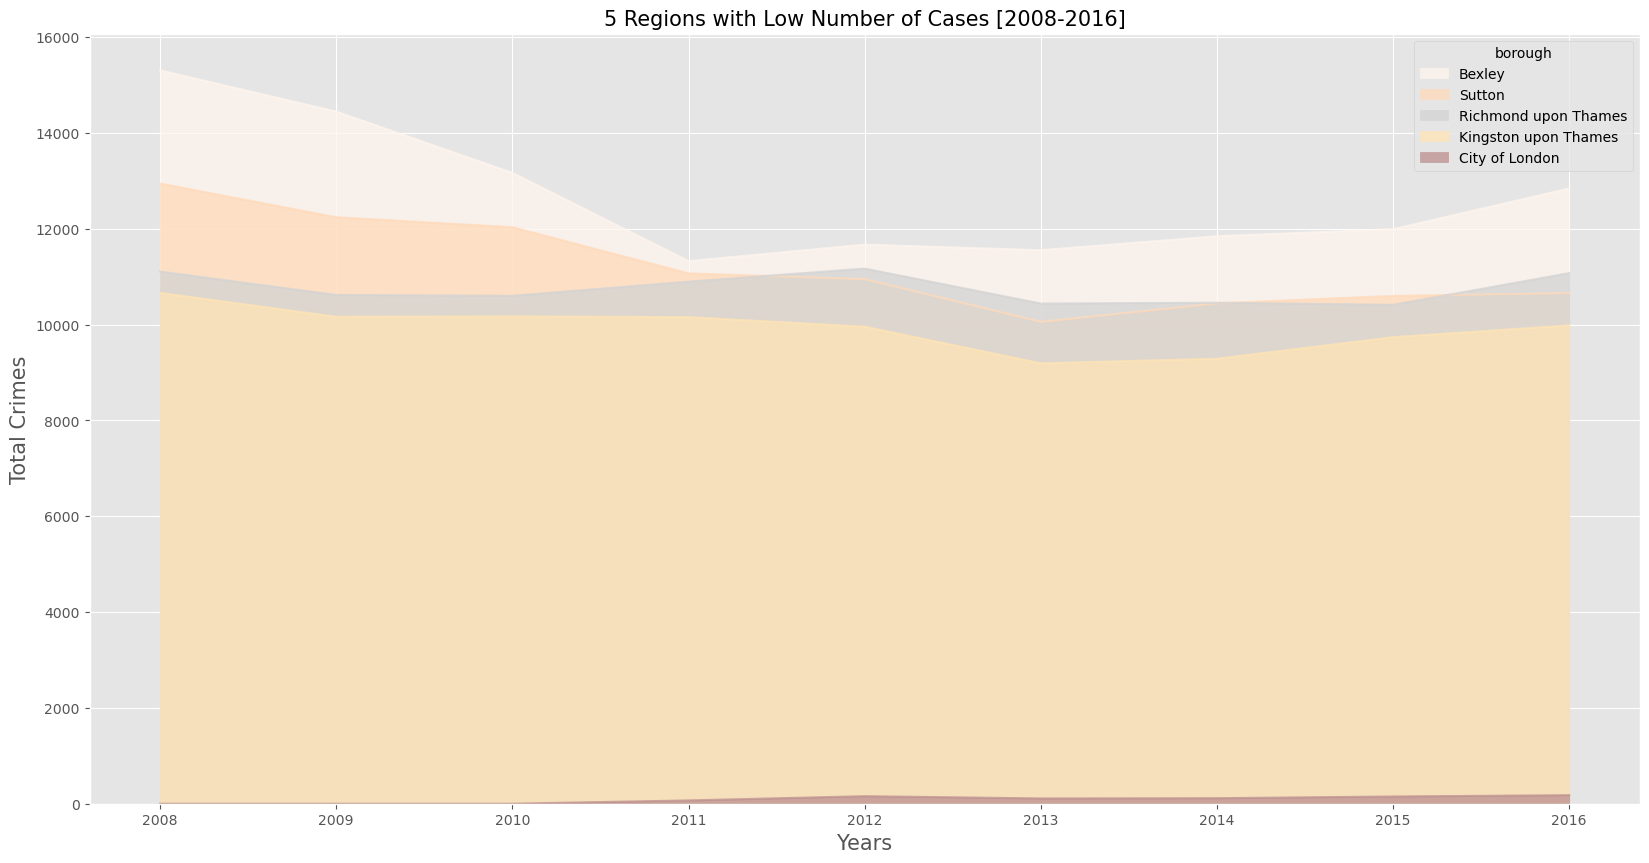 5 Regions with Low Number of Cases [2008-2016]
16000
14000
12000
10000
8000
6000
4000
2000
0
Total Crimes
borough
Bexley
Sutton
Richmond upon Thames
Kingston upon Thames
City of London
2008 2009 2010 2011 2012 2013 2014 2015 2016
Years